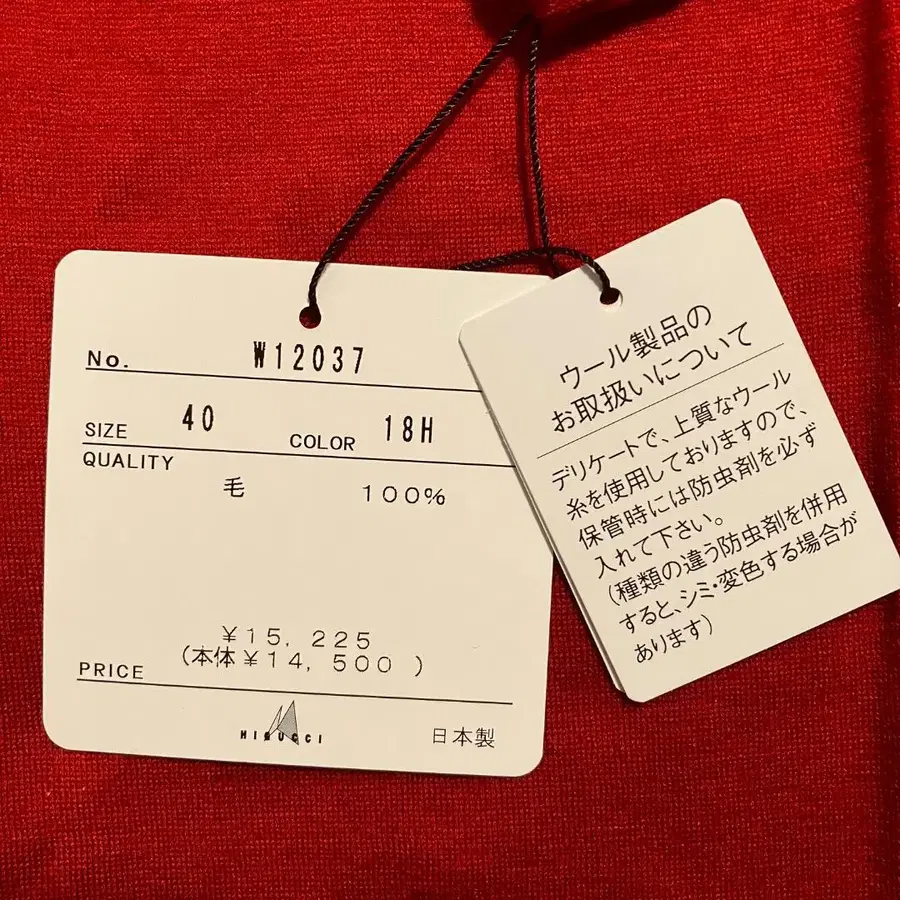 No. W12037
SIZE 40 COLOR 18H
QUALITY
毛 100%
¥15,225
(本体¥14,500 )
PRICE
日本製
ウール製品の
お取扱いについて
デリケートで、上質なウール
糸を使用しておりますので、
保管時には防虫剤を必ず
入れて下さい。
(種類の違う防虫剤を併用
すると、シミ・変色する場合が
あります)